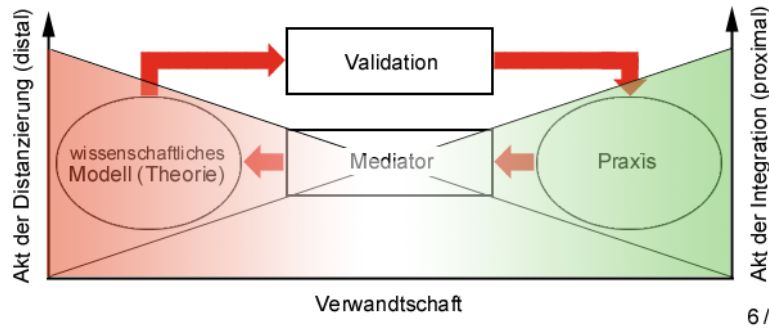 Akt der Distanzierung (distal)
Validation
wissenschaftliches
Modell (Theorie)
Mediator
Praxis
Akt der Integration (proximal)
Verwandtschaft
6/